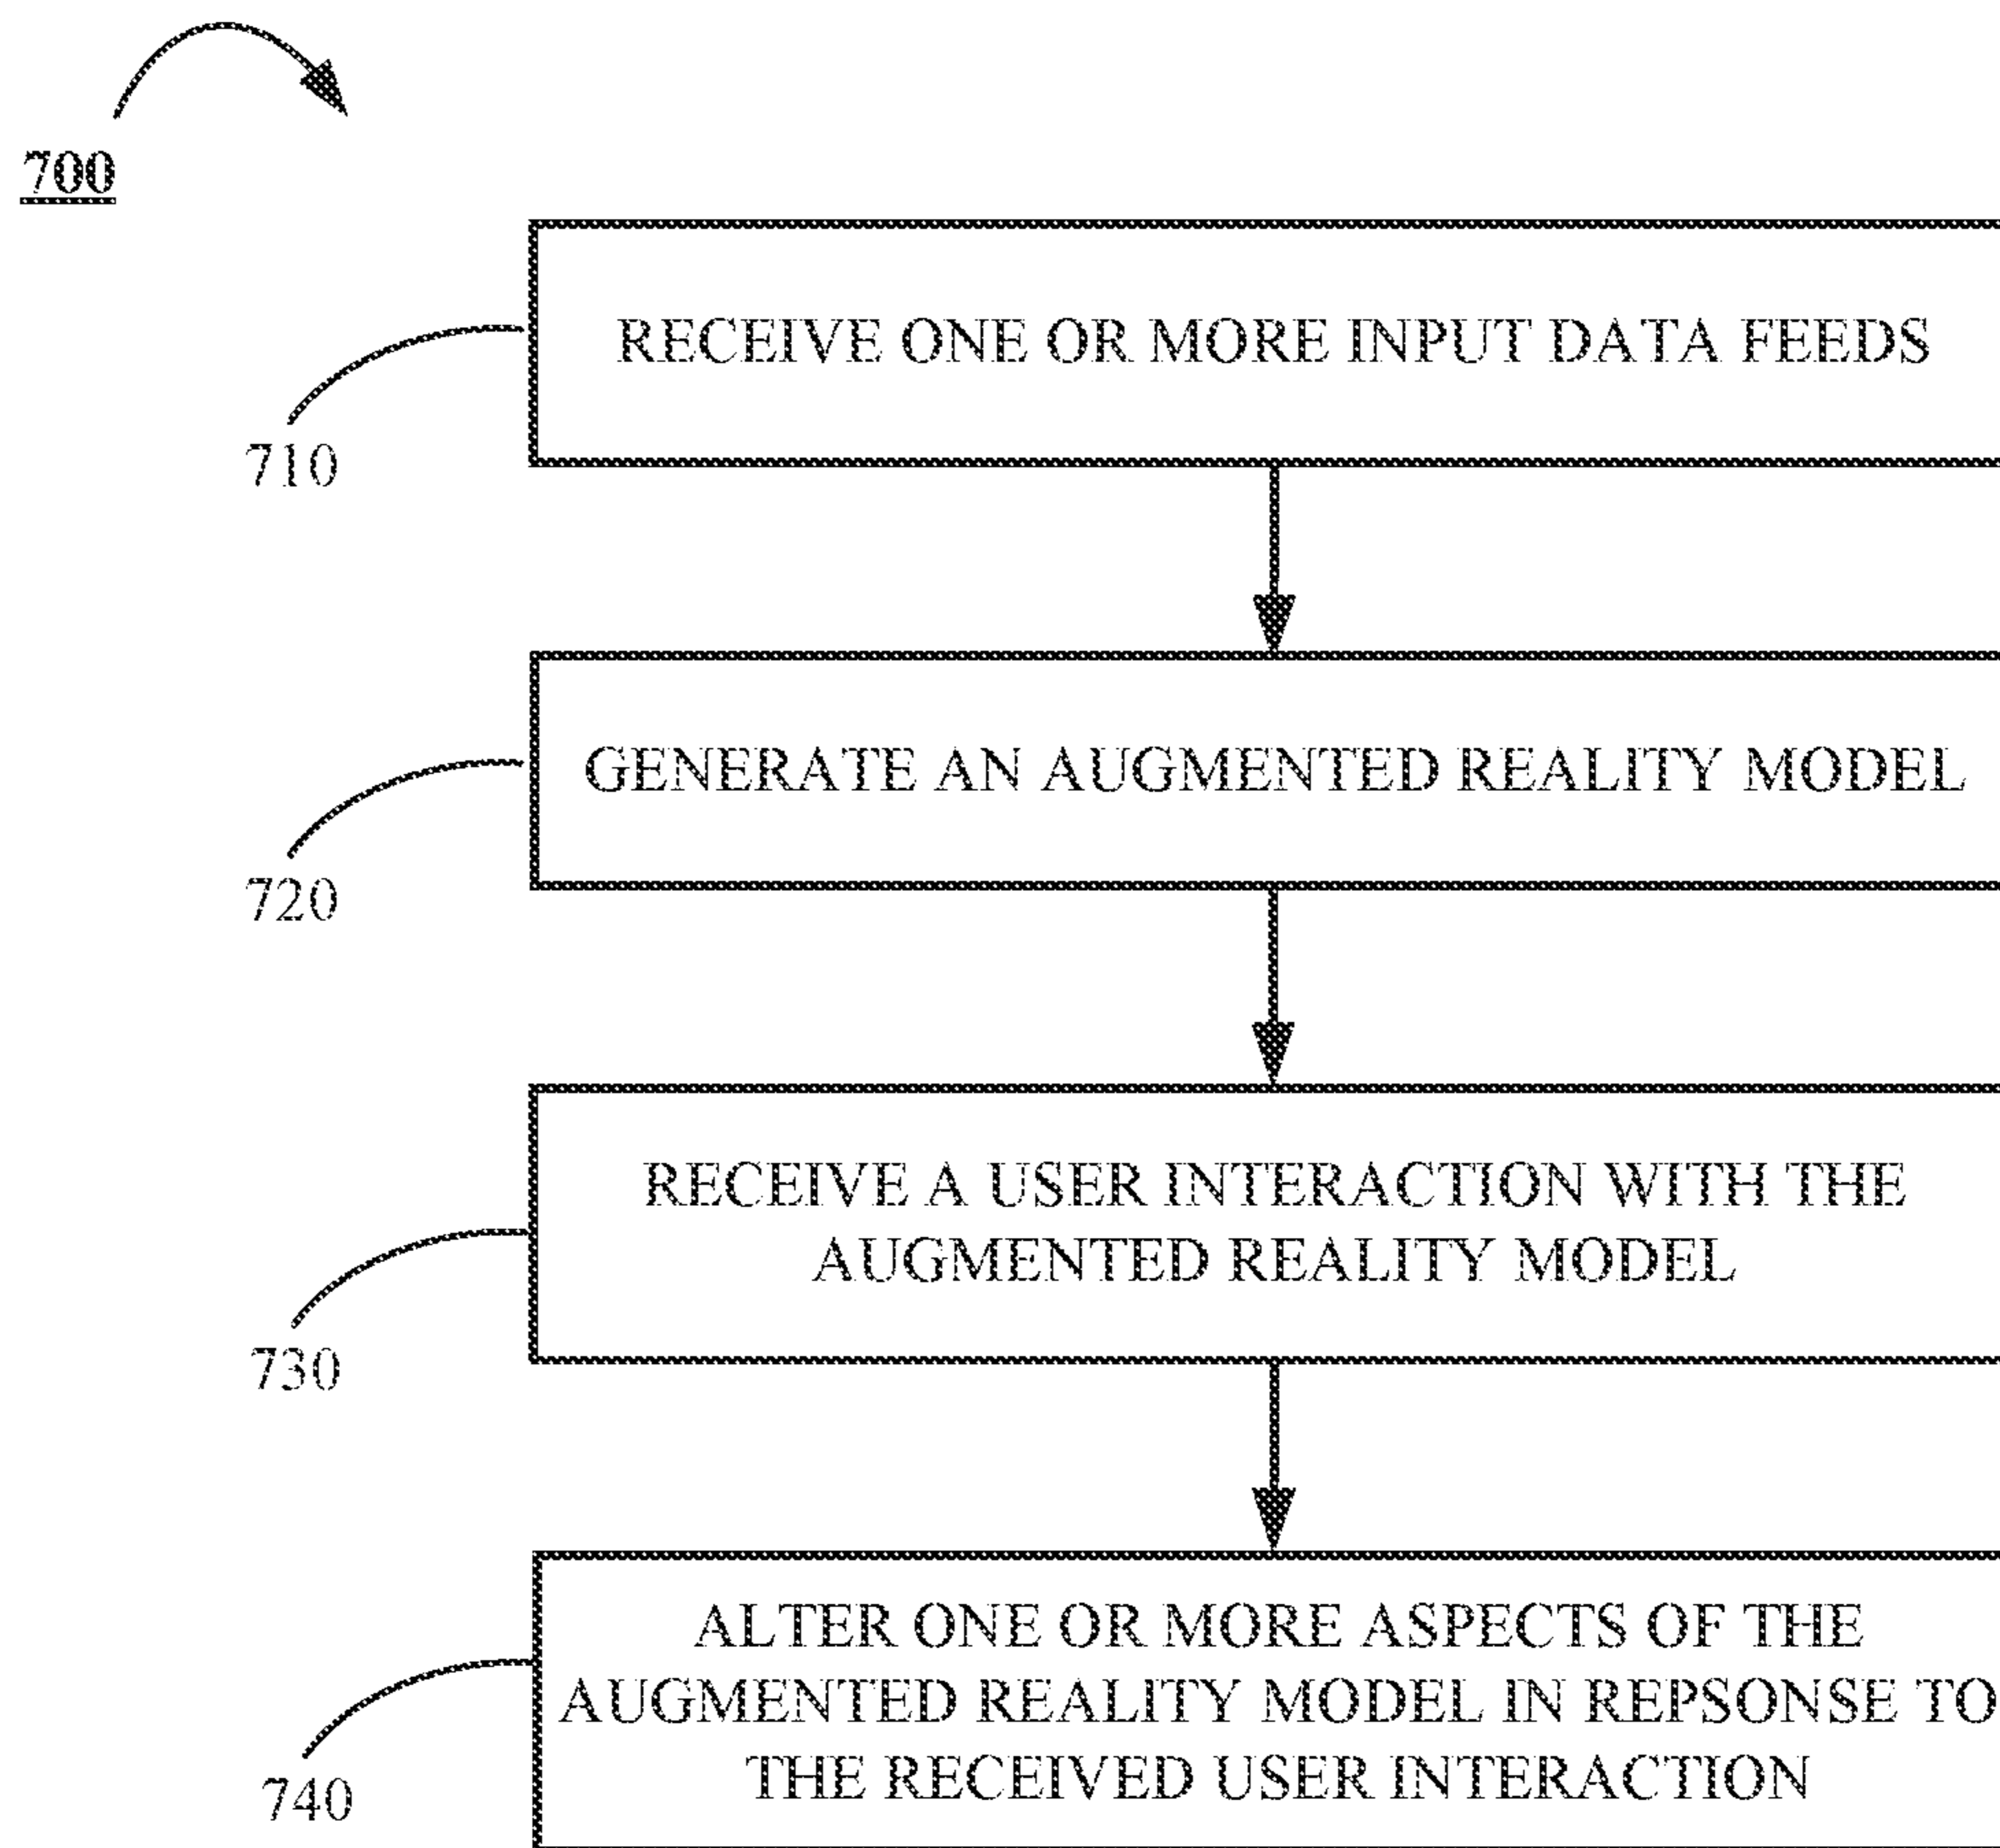 700
RECEIVE ONE OR MORE INPUT DATA FEEDS
710
GENERATE AN AUGMENTED REALITY MODEL
720
RECEIVE A USER INTERACTION WITH THE
AUGMENTED REALITY MODEL
730
ALTER ONE OR MORE ASPECTS OF THE
AUGMENTED REALITY MODEL IN REPSONSE TO
THE RECEIVED USER INTERACTION
740